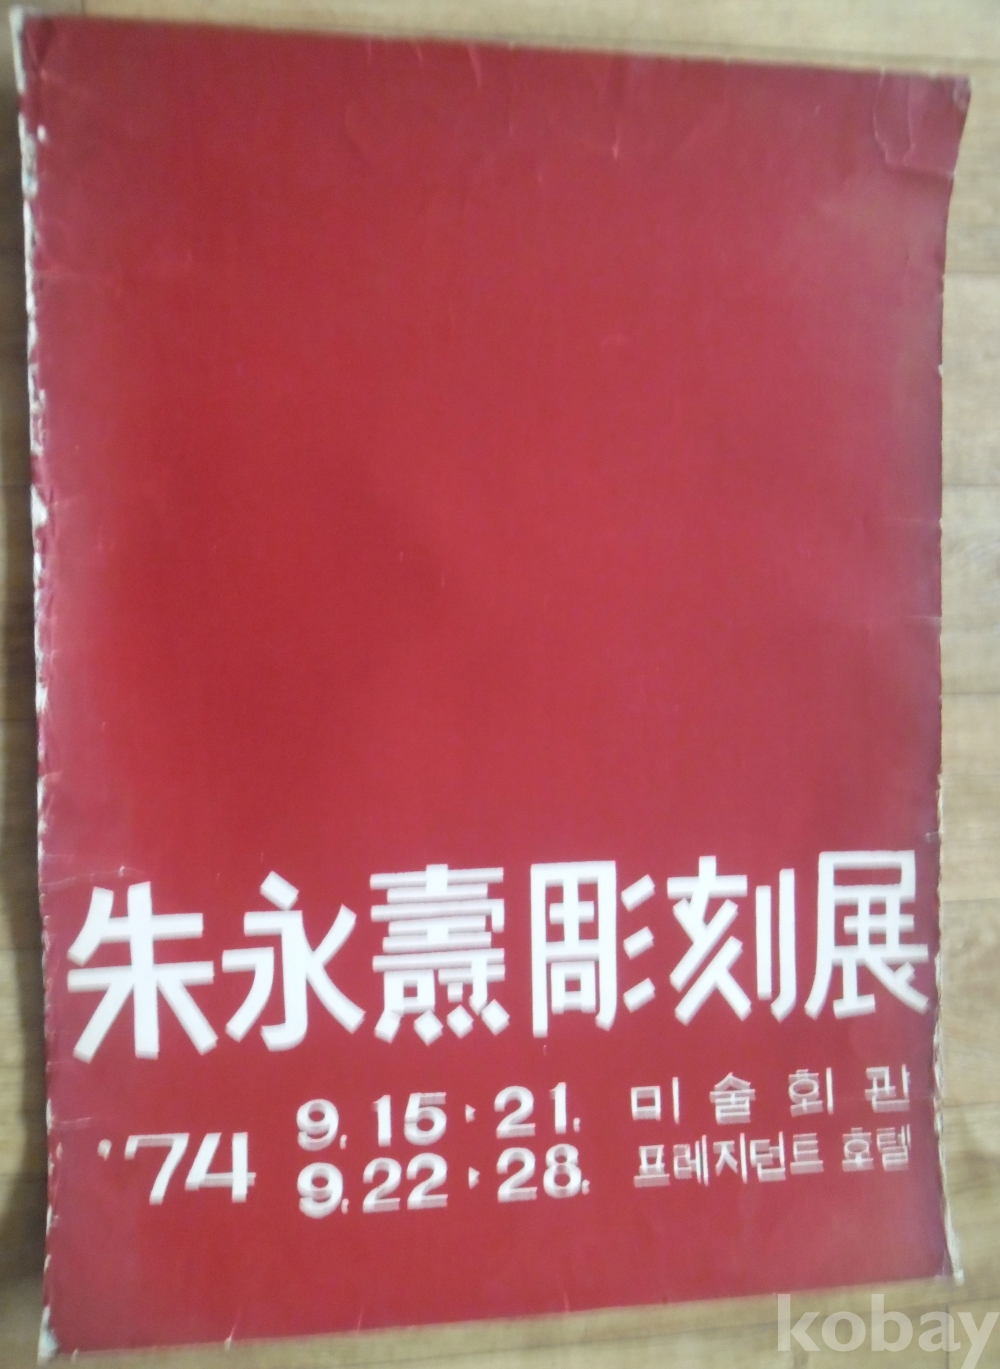 朱永燾彫刻展
'74
9. 15 ▸ 21. 미술회관
9. 22 ▸ 28. 프레지던트 호텔
kobay